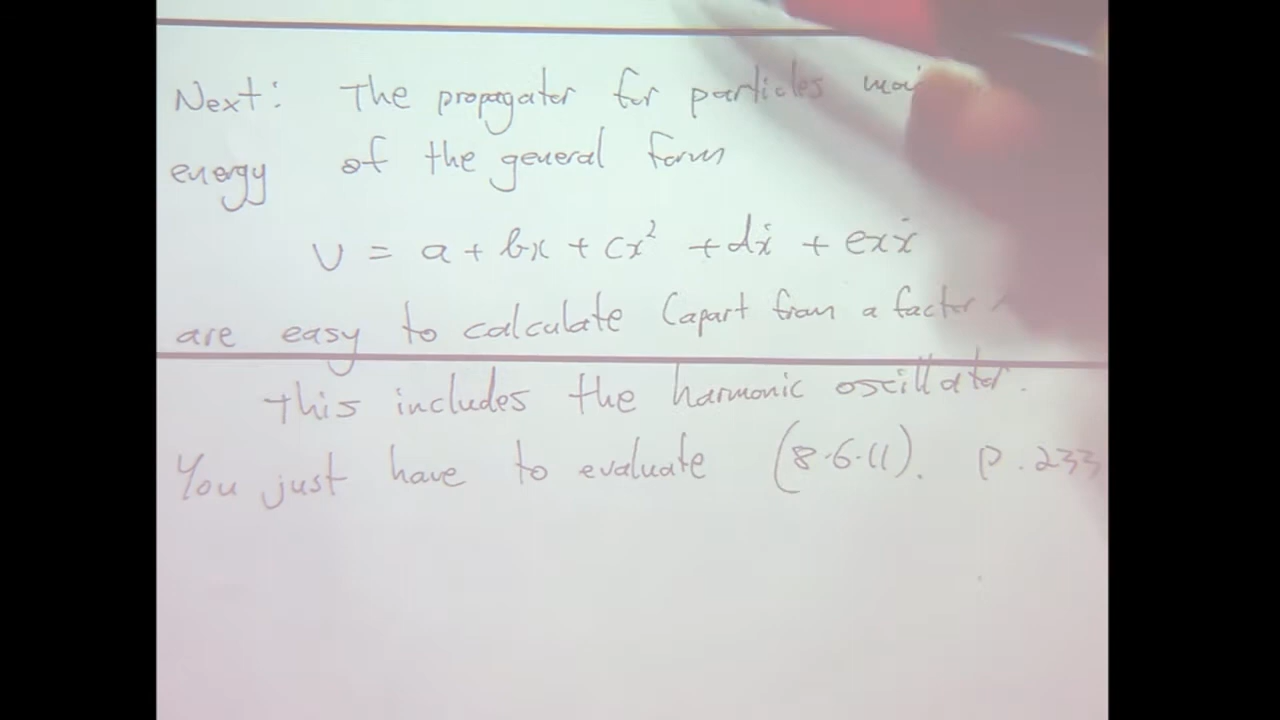 Next: The propagator for particles
energy of the general form
U = a + bx + cx² + dẋ + exẋ
are easy to calculate (apart from a factor
This includes the harmonic oscillator.
You just have to evaluate (8.6.11). p. 233